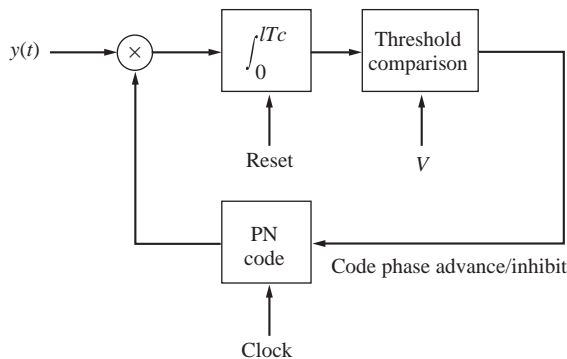 y(t)
×
∫
lTc
0
Threshold
comparison
Reset
V
PN
code
Code phase advance/inhibit
Clock